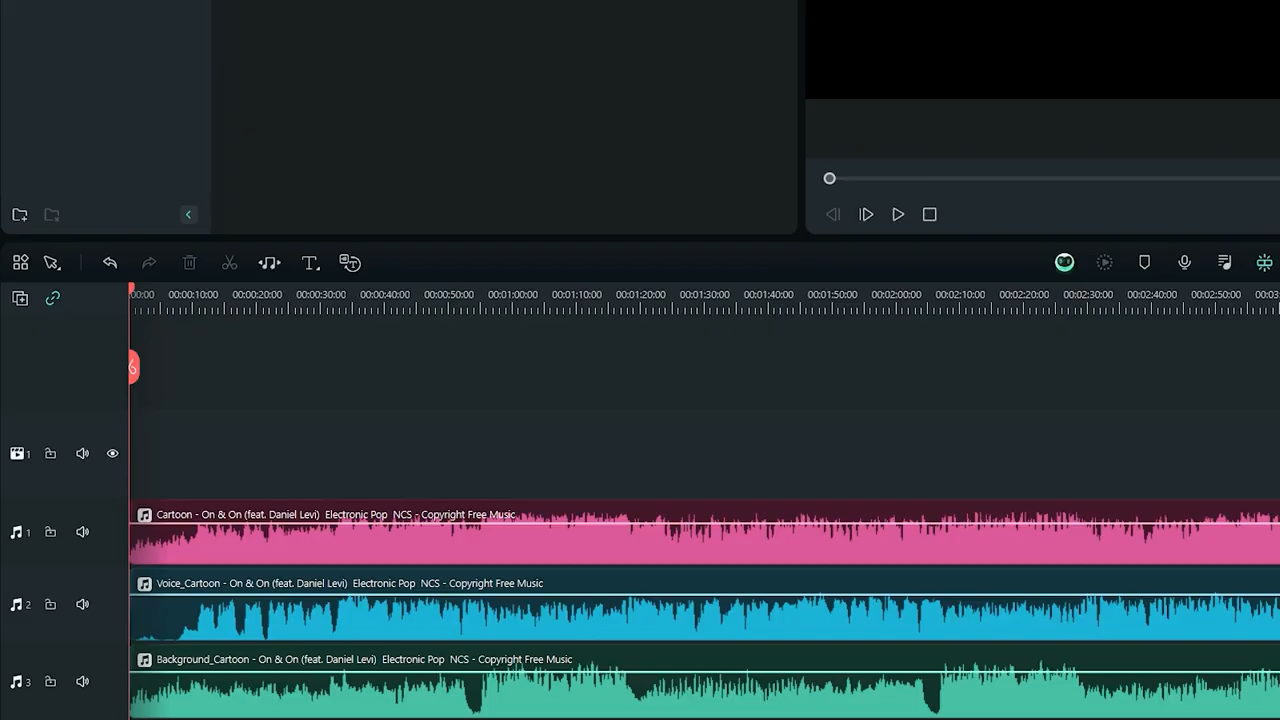 :00:00 00:00:10:00 00:00:20:00 00:00:30:00 00:00:40:00 00:00:50:00 00:01:00:00 00:01:10:00 00:01:20:00 00:01:30:00 00:01:40:00 00:01:50:00 00:02:00:00 00:02:10:00 00:02:20:00 00:02:30:00 00:02:40:00 00:02:50:00 00:03
1
Cartoon - On & On (feat. Daniel Levi) Electronic Pop NCS - Copyright Free Music
1
Voice_Cartoon - On & On (feat. Daniel Levi) Electronic Pop NCS - Copyright Free Music
2
Background_Cartoon - On & On (feat. Daniel Levi) Electronic Pop NCS - Copyright Free Music
3